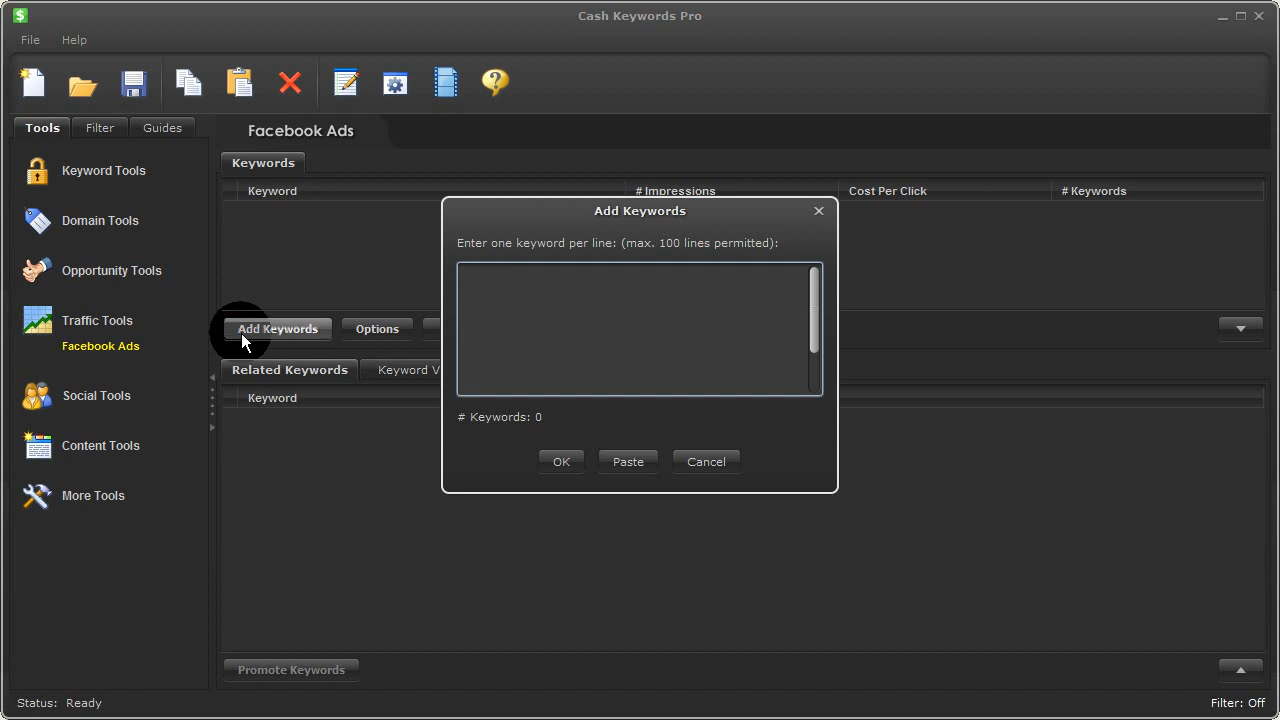 Cash Keywords Pro
File Help
Tools Filter Guides
Facebook Ads
Keywords
Keyword # Impressions Cost Per Click # Keywords
Keyword Tools
Domain Tools
Opportunity Tools
Traffic Tools
Facebook Ads
Social Tools
Content Tools
More Tools
Add Keywords
Enter one keyword per line: (max. 100 lines permitted):
# Keywords: 0
OK Paste Cancel
Add Keywords Options
Related Keywords Keyword V
Keyword
Promote Keywords
Status: Ready Filter: Off